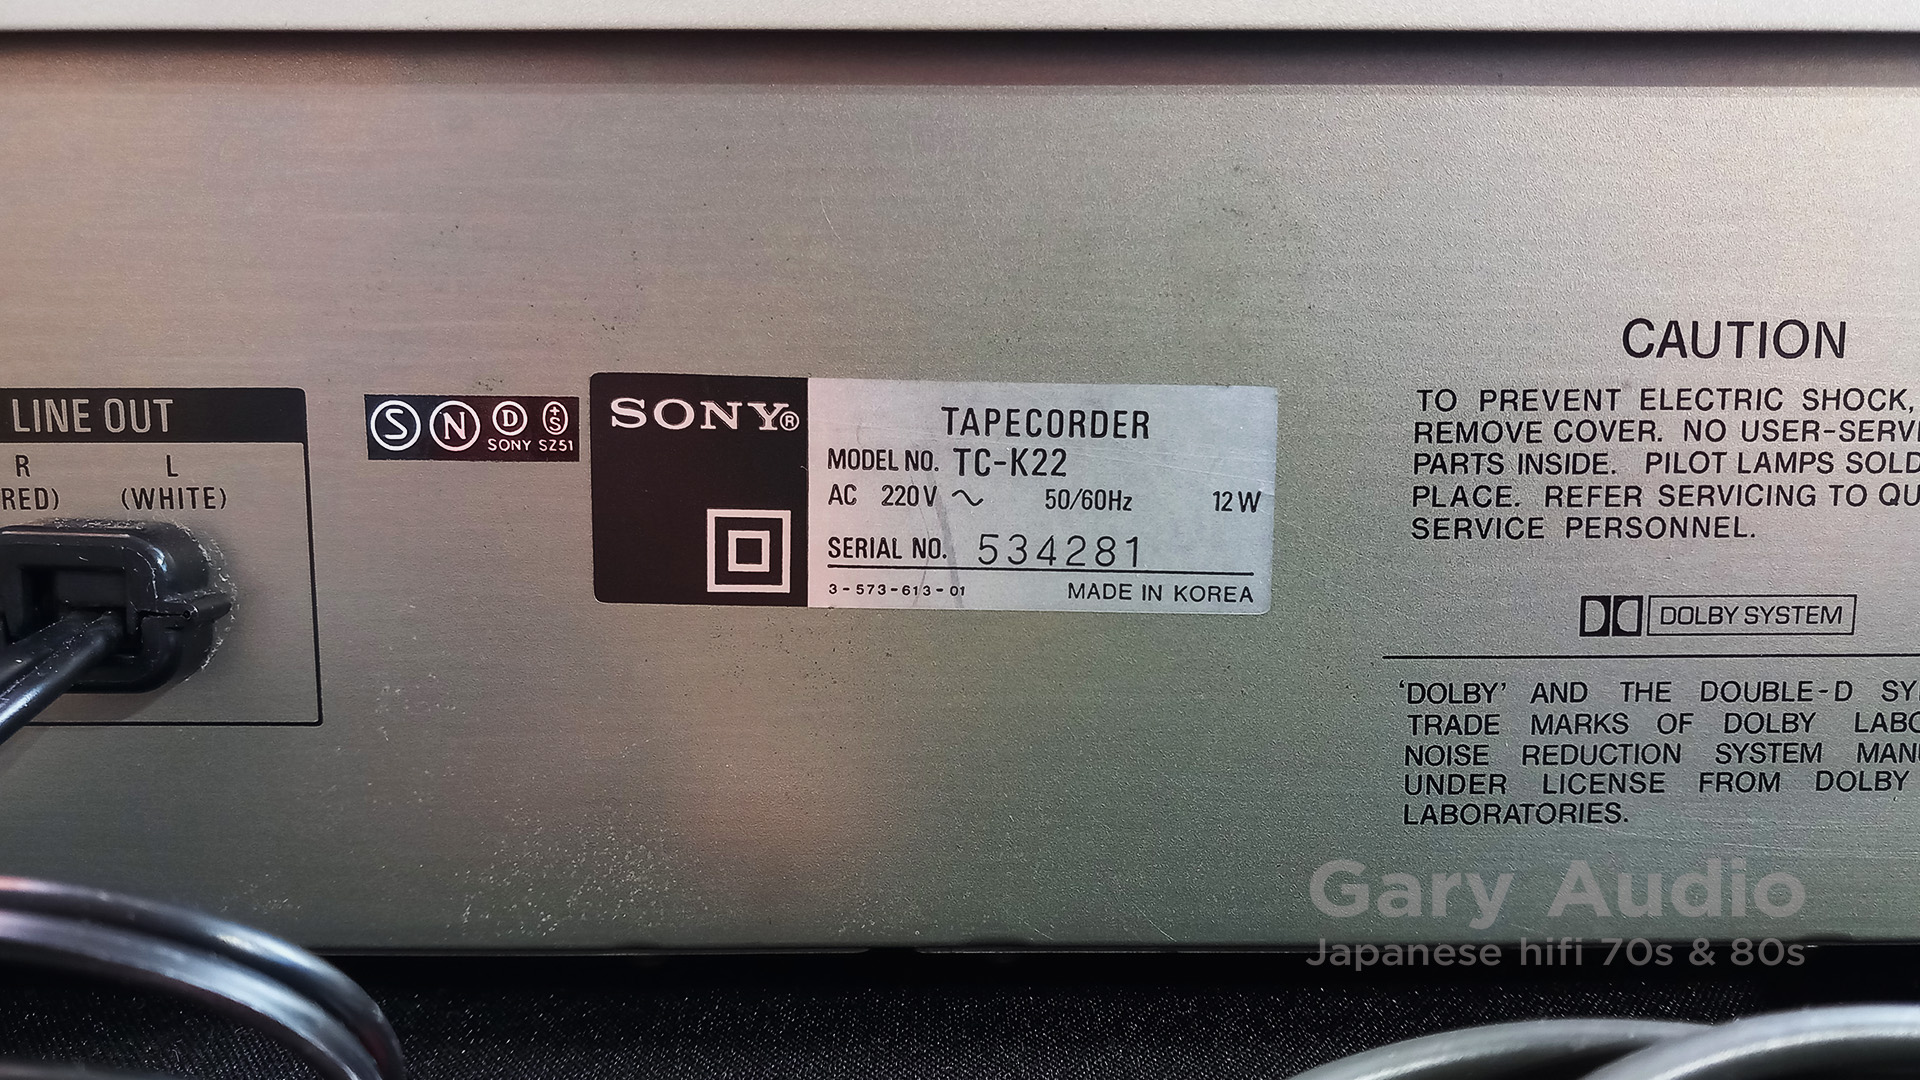 LINE OUT
R L
RED) (WHITE)
S N D +S
SONY SZ51
SONY®
TAPECORDER
MODEL NO. TC-K22
AC 220V ~ 50/60Hz 12W
SERIAL NO. 534281
3-573-613-01 MADE IN KOREA
CAUTION
TO PREVENT ELECTRIC SHOCK,
REMOVE COVER. NO USER-SERVI
PARTS INSIDE. PILOT LAMPS SOLD
PLACE. REFER SERVICING TO QU
SERVICE PERSONNEL.
DOLBY SYSTEM
'DOLBY' AND THE DOUBLE-D SY
TRADE MARKS OF DOLBY LABO
NOISE REDUCTION SYSTEM MAN
UNDER LICENSE FROM DOLBY
LABORATORIES.
Gary Audio
Japanese hifi 70s & 80s